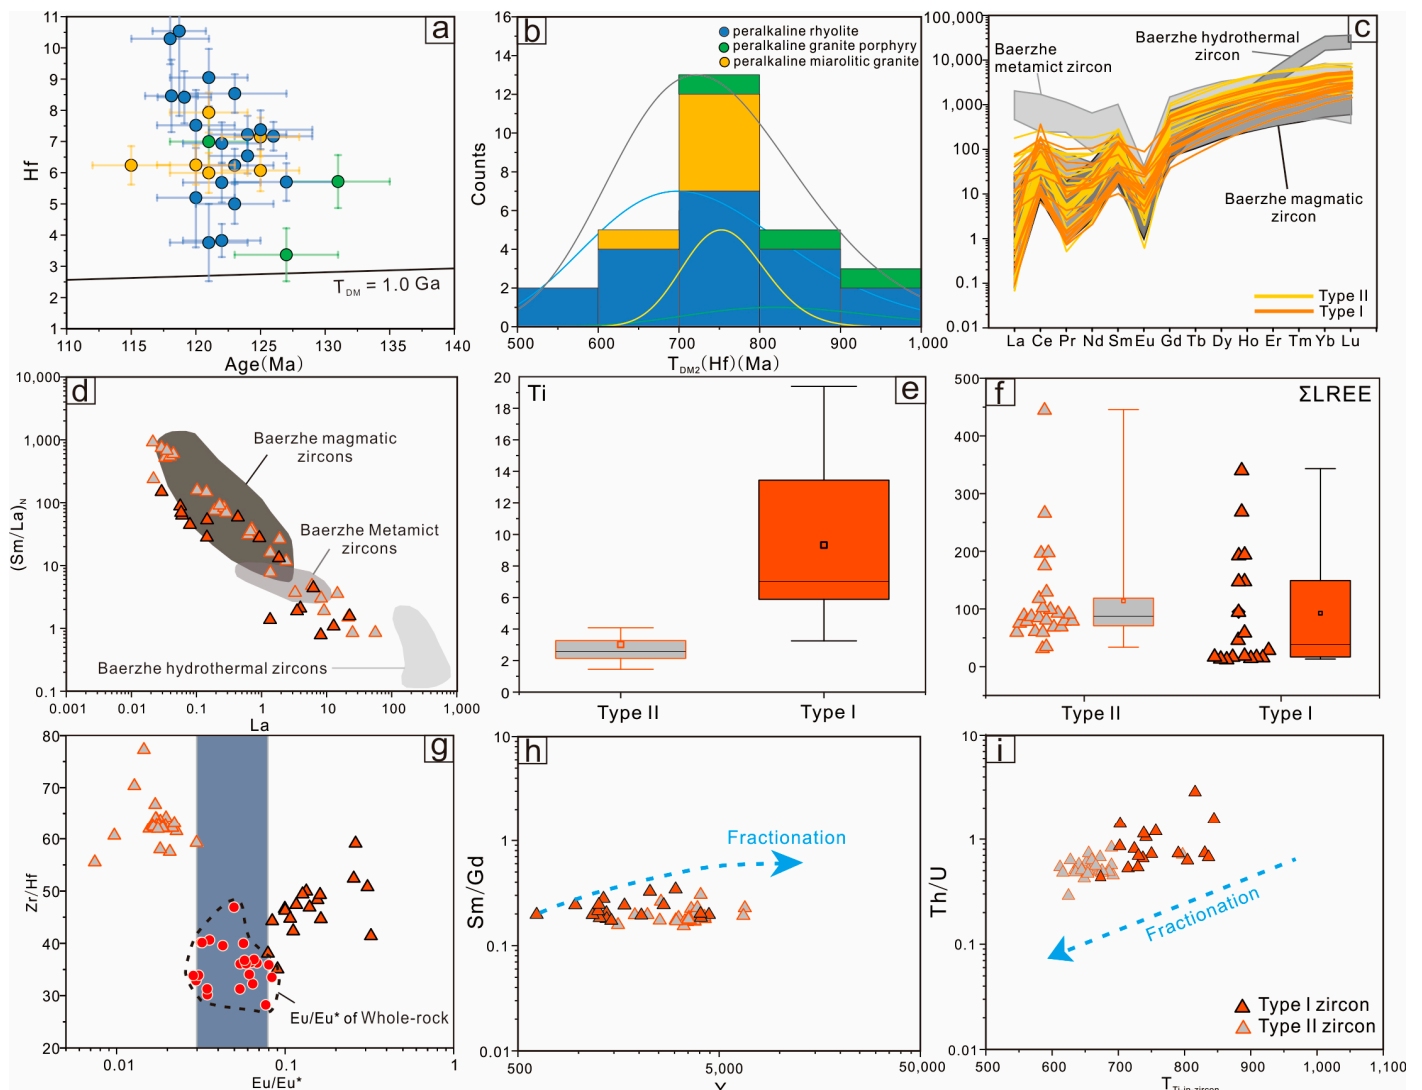 a
11
10
9
8
7
6
5
4
3
2
1
Hf
T_DM = 1.0 Ga
110 115 120 125 130 135 140
Age(Ma)
b
16
14
12
10
8
6
4
2
0
Counts
peralkaline rhyolite
peralkaline granite porphyry
peralkaline miarolitic granite
500 600 700 800 900 1,000
T_DM2(Hf)(Ma)
c
100,000
10,000
1,000
100
10
1
0.1
0.01
Baerzhe
metamict zircon
Baerzhe hydrothermal
zircon
Baerzhe magmatic
zircon
Type II
Type I
La Ce Pr Nd Sm Eu Gd Tb Dy Ho Er Tm Yb Lu
d
10,000
1,000
100
10
1
0.1
(Sm/La)_N
Baerzhe magmatic
zircons
Baerzhe Metamict
zircons
Baerzhe hydrothermal zircons
0.001 0.01 0.1 1 10 100 1,000
La
Ti
e
20
18
16
14
12
10
8
6
4
2
0
Type II Type I
f
ΣLREE
500
400
300
200
100
0
Type II Type I
g
80
70
60
50
40
30
20
Zr/Hf
Eu/Eu* of Whole-rock
0.01 0.1 1
Eu/Eu*
h
10
1
0.1
0.01
Sm/Gd
Fractionation
500 5,000 50,000
Y
i
10
1
0.1
0.01
Th/U
Fractionation
Type I zircon
Type II zircon
500 600 700 800 900 1,000 1,100
T_Ti-in-zircon